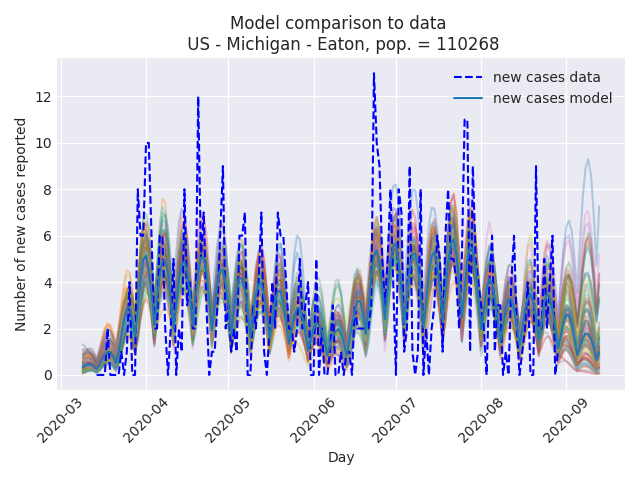 Model comparison to data
US - Michigan - Eaton, pop. = 110268
new cases data
new cases model
Number of new cases reported
12
10
8
6
4
2
0
2020-03
2020-04
2020-05
2020-06
2020-07
2020-08
2020-09
Day